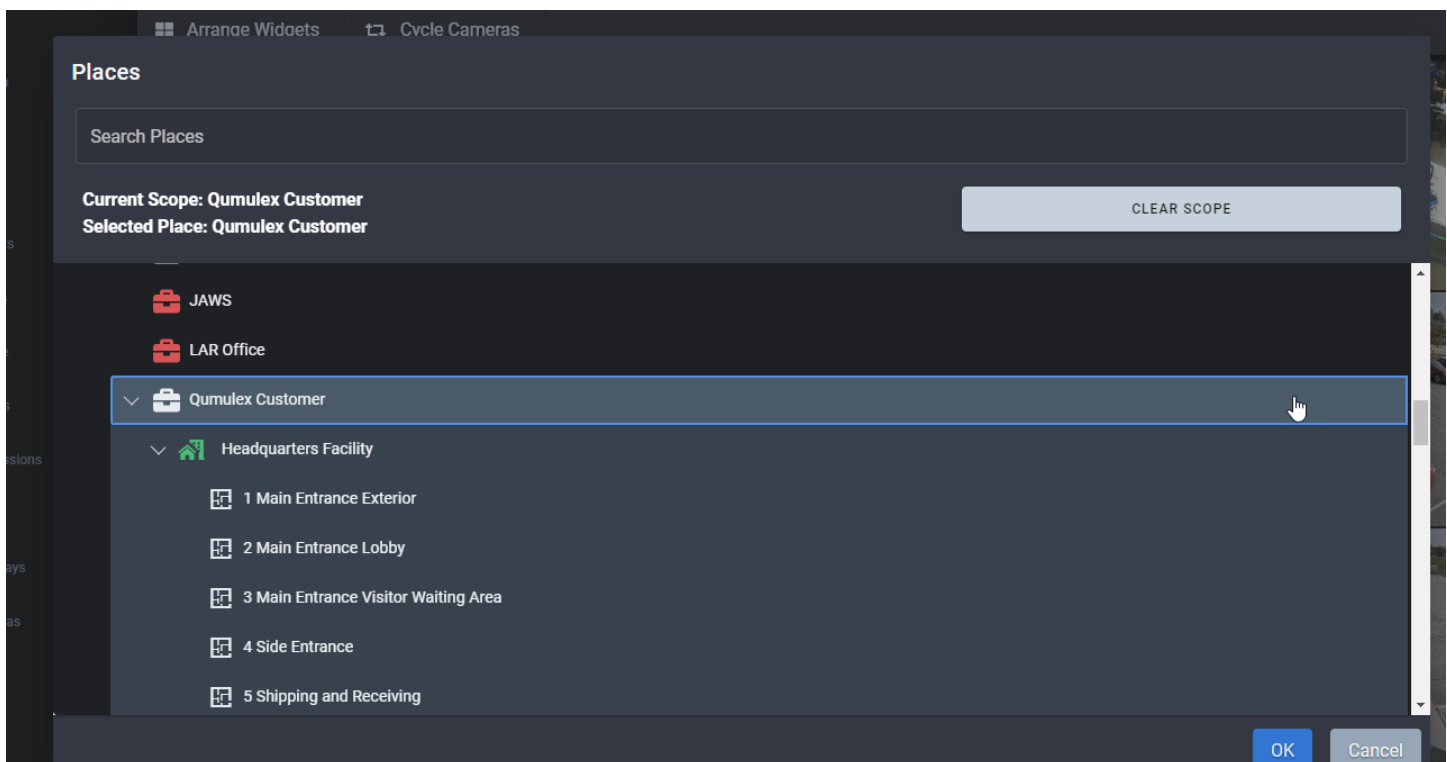 Arrange Widgets
Cycle Cameras
Places
Search Places
Current Scope: Qumulex Customer
Selected Place: Qumulex Customer
CLEAR SCOPE
JAWS
LAR Office
Qumulex Customer
Headquarters Facility
1 Main Entrance Exterior
2 Main Entrance Lobby
3 Main Entrance Visitor Waiting Area
4 Side Entrance
5 Shipping and Receiving
OK
Cancel